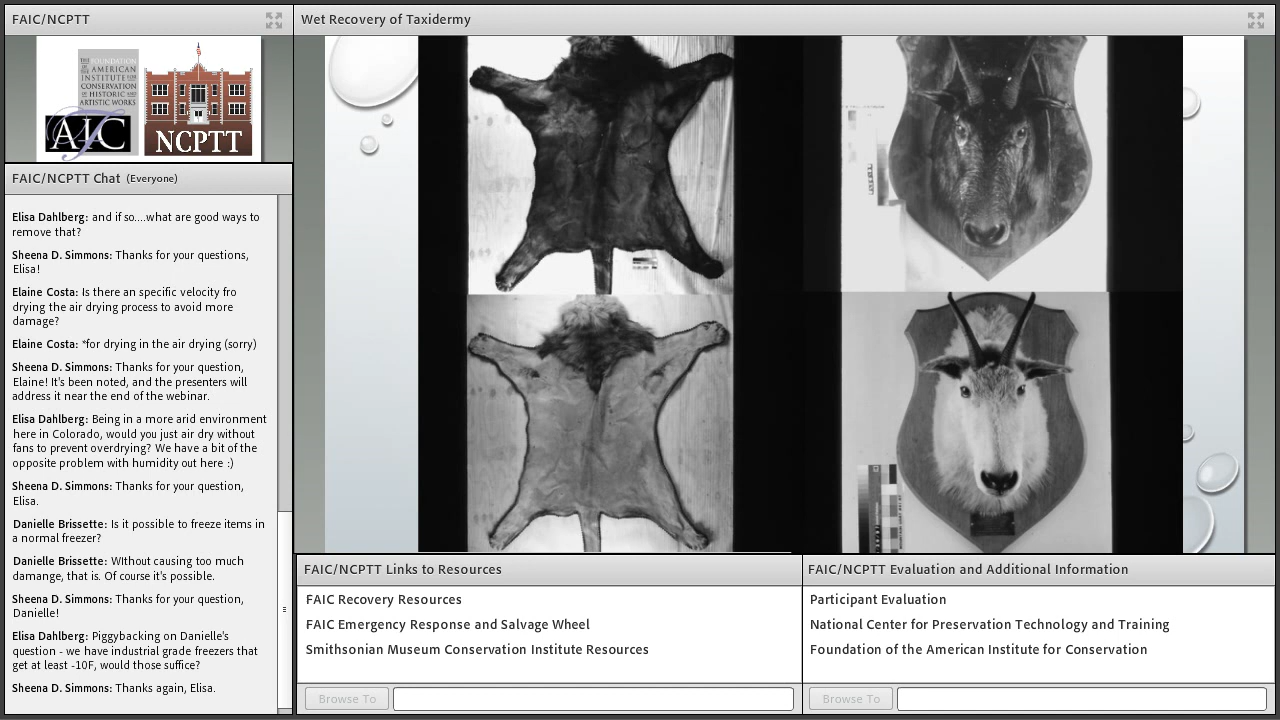 FAIC/NCPTT
Wet Recovery of Taxidermy
THE FOUNDATION
OF THE AMERICAN
INSTITUTE FOR
CONSERVATION
OF HISTORIC AND
ARTISTIC WORKS
AIC
NCPTT
FAIC/NCPTT Chat (Everyone)
Elisa Dahlberg: and if so....what are good ways to
remove that?
Sheena D. Simmons: Thanks for your questions,
Elisa!
Elaine Costa: Is there an specific velocity fro
drying the air drying process to avoid more
damage?
Elaine Costa: *for drying in the air drying (sorry)
Sheena D. Simmons: Thanks for your question,
Elaine! It's been noted, and the presenters will
address it near the end of the webinar.
Elisa Dahlberg: Being in a more arid environment
here in Colorado, would you just air dry without
fans to prevent overdrying? We have a bit of the
opposite problem with humidity out here :)
Sheena D. Simmons: Thanks for your question,
Elisa.
Danielle Brissette: Is it possible to freeze items in
a normal freezer?
Danielle Brissette: WIthout causing too much
damange, that is. Of course it's possible.
Sheena D. Simmons: Thanks for your question,
Danielle!
Elisa Dahlberg: Piggybacking on Danielle's
question - we have industrial grade freezers that
get at least -10F, would those suffice?
Sheena D. Simmons: Thanks again, Elisa.
FAIC/NCPTT Links to Resources
FAIC Recovery Resources
FAIC Emergency Response and Salvage Wheel
Smithsonian Museum Conservation Institute Resources
Browse To
FAIC/NCPTT Evaluation and Additional Information
Participant Evaluation
National Center for Preservation Technology and Training
Foundation of the American Institute for Conservation
Browse To